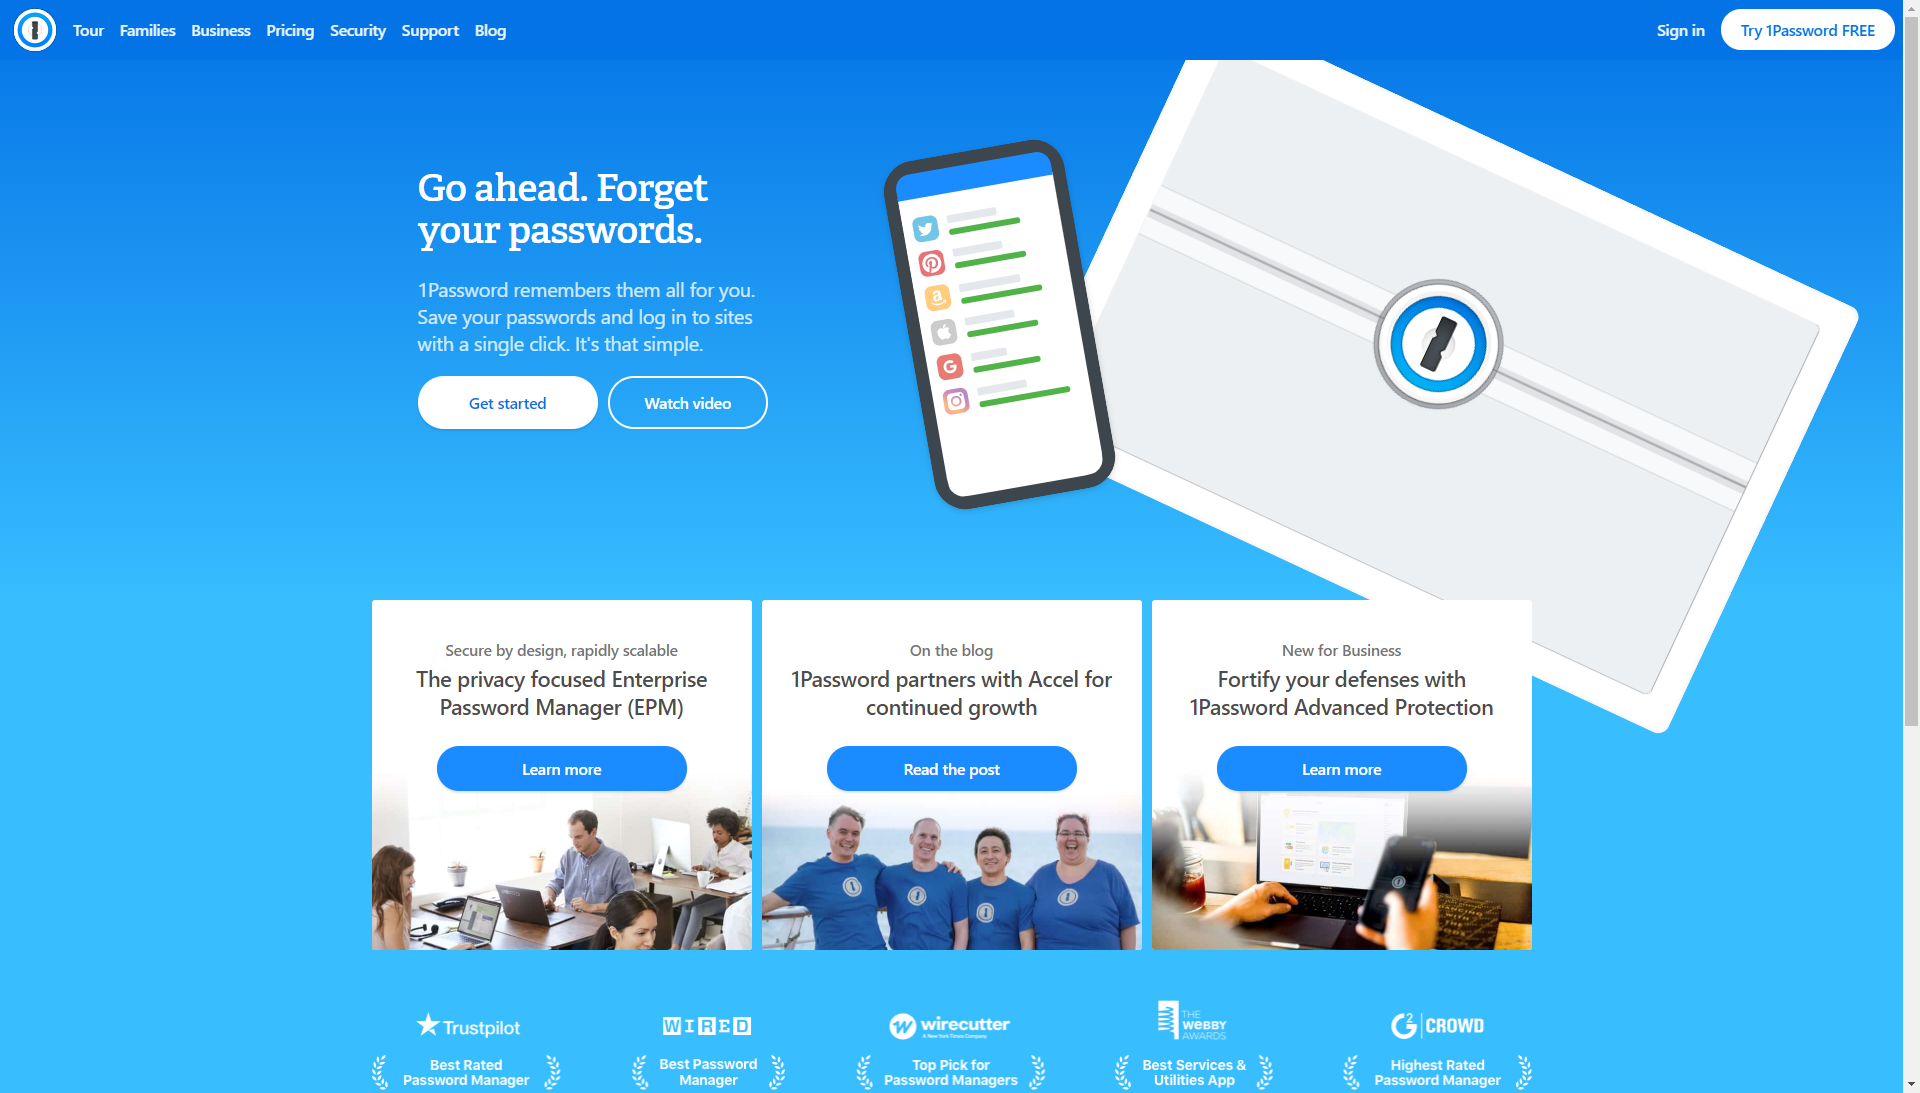 Tour Families Business Pricing Security Support Blog Sign in Try 1Password FREE
Go ahead. Forget
your passwords.
1Password remembers them all for you.
Save your passwords and log in to sites
with a single click. It's that simple.
Get started Watch video
Secure by design, rapidly scalable
The privacy focused Enterprise
Password Manager (EPM)
Learn more
On the blog
1Password partners with Accel for
continued growth
Read the post
New for Business
Fortify your defenses with
1Password Advanced Protection
Learn more
Trustpilot
Best Rated
Password Manager
WIRED
Best Password
Manager
wirecutter
A New York Times Company
Top Pick for
Password Managers
THE
WEBBY
AWARDS
Best Services &
Utilities App
G2 CROWD
Highest Rated
Password Manager